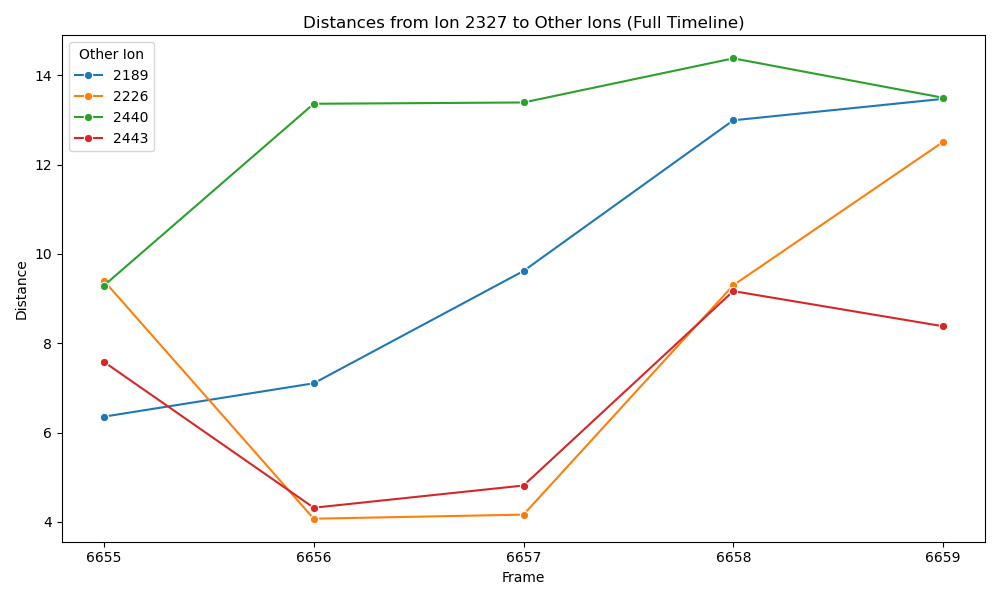 Distances from Ion 2327 to Other Ions (Full Timeline)
Other Ion
2189
2226
2440
2443
Distance
14
12
10
8
6
4
6655 6656 6657 6658 6659
Frame